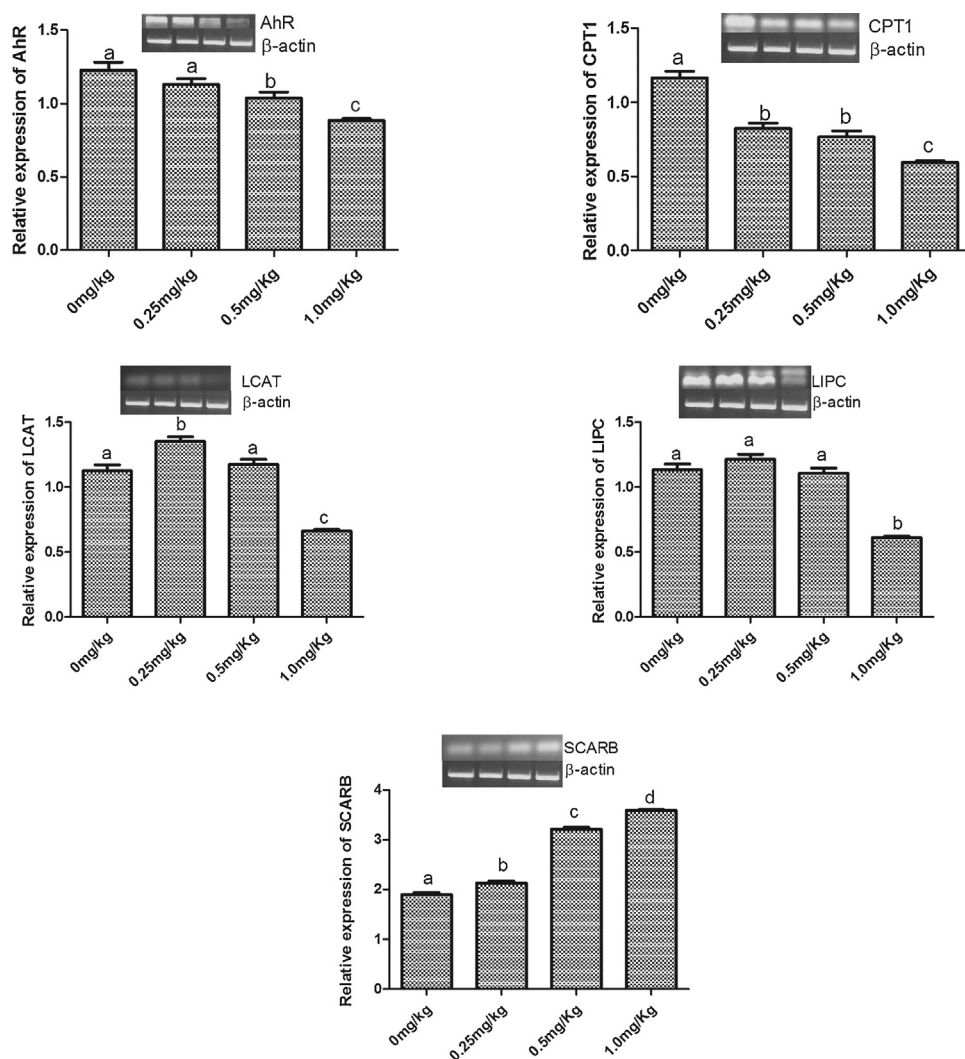 AhR
β-actin
Relative expression of AhR
1.5
1.0
0.5
0.0
a
a
b
c
0mg/kg
0.25mg/kg
0.5mg/Kg
1.0mg/Kg
CPT1
β-actin
Relative expression of CPT1
1.5
1.0
0.5
0.0
a
b
b
c
0mg/kg
0.25mg/kg
0.5mg/Kg
1.0mg/Kg
LCAT
β-actin
Relative expression of LCAT
1.5
1.0
0.5
0.0
a
b
a
c
0mg/kg
0.25mg/kg
0.5mg/Kg
1.0mg/Kg
LIPC
β-actin
Relative expression of LIPC
1.5
1.0
0.5
0.0
a
a
a
b
0mg/kg
0.25mg/kg
0.5mg/Kg
1.0mg/Kg
SCARB
β-actin
Relative expression of SCARB
4
3
2
1
0
a
b
c
d
0mg/kg
0.25mg/kg
0.5mg/Kg
1.0mg/Kg